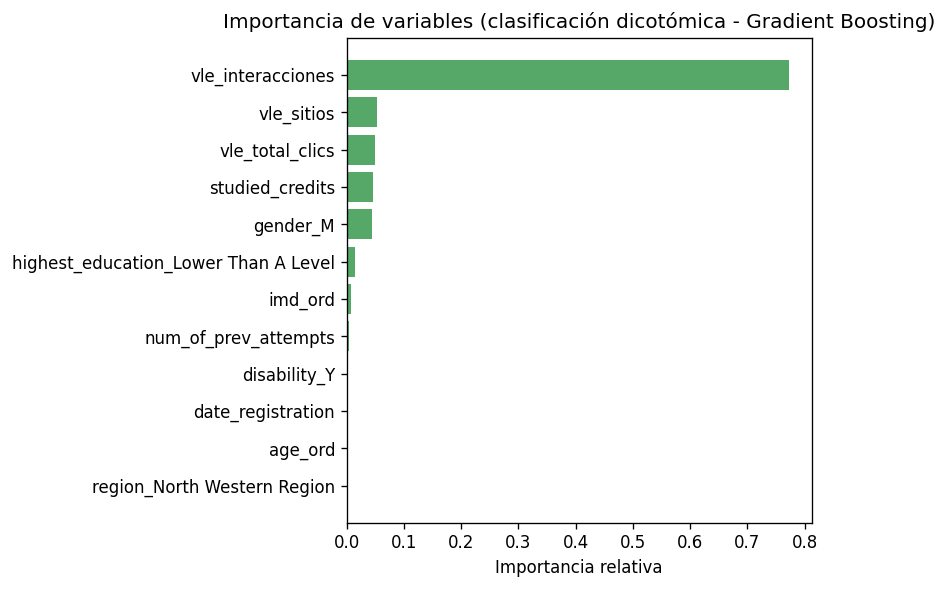 Importancia de variables (clasificación dicotómica - Gradient Boosting)
vle_interacciones
vle_sitios
vle_total_clics
studied_credits
gender_M
highest_education_Lower Than A Level
imd_ord
num_of_prev_attempts
disability_Y
date_registration
age_ord
region_North Western Region
0.0 0.1 0.2 0.3 0.4 0.5 0.6 0.7 0.8
Importancia relativa